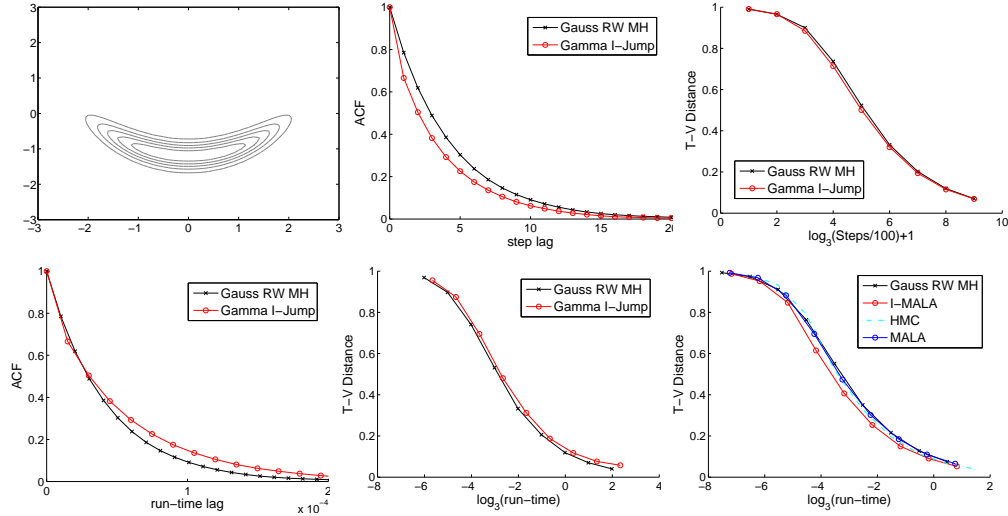 3
2
1
0
−1
−2
−3
−3 −2 −1 0 1 2 3
1
0.8
0.6
0.4
0.2
0
0 5 10 15 20
ACF
step lag
Gauss RW MH
Gamma I−Jump
1
0.8
0.6
0.4
0.2
0
0 2 4 6 8 10
T−V Distance
log3(Steps/100)+1
Gauss RW MH
Gamma I−Jump
1
0.8
0.6
0.4
0.2
0
0 1 2
x 10−4
ACF
run−time lag
Gauss RW MH
Gamma I−Jump
1
0.8
0.6
0.4
0.2
0
−8 −6 −4 −2 0 2 4
T−V Distance
log3(run−time)
Gauss RW MH
Gamma I−Jump
1
0.8
0.6
0.4
0.2
0
−8 −6 −4 −2 0 2
T−V Distance
log3(run−time)
Gauss RW MH
I−MALA
HMC
MALA